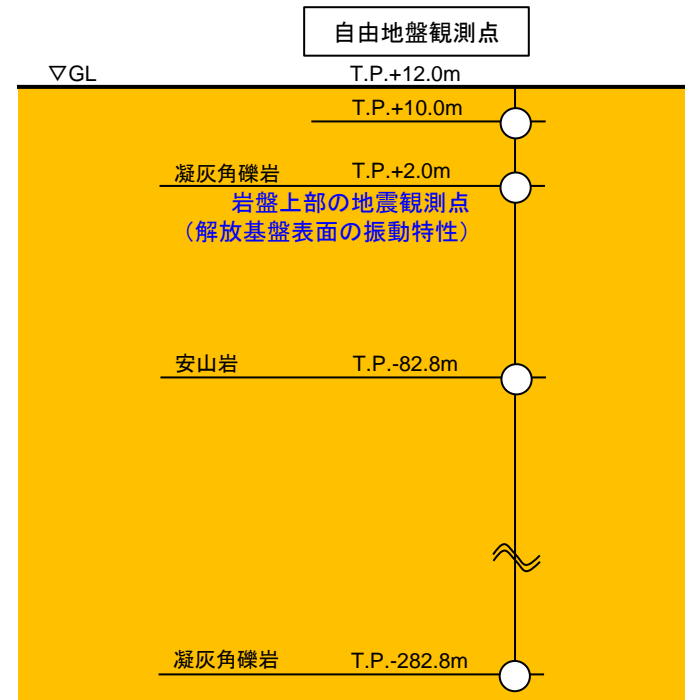 自由地盤観測点
▽GL T.P.+12.0m
T.P.+10.0m
凝灰角礫岩 T.P.+2.0m
岩盤上部の地震観測点
（解放基盤表面の振動特性）
安山岩 T.P.-82.8m
凝灰角礫岩 T.P.-282.8m